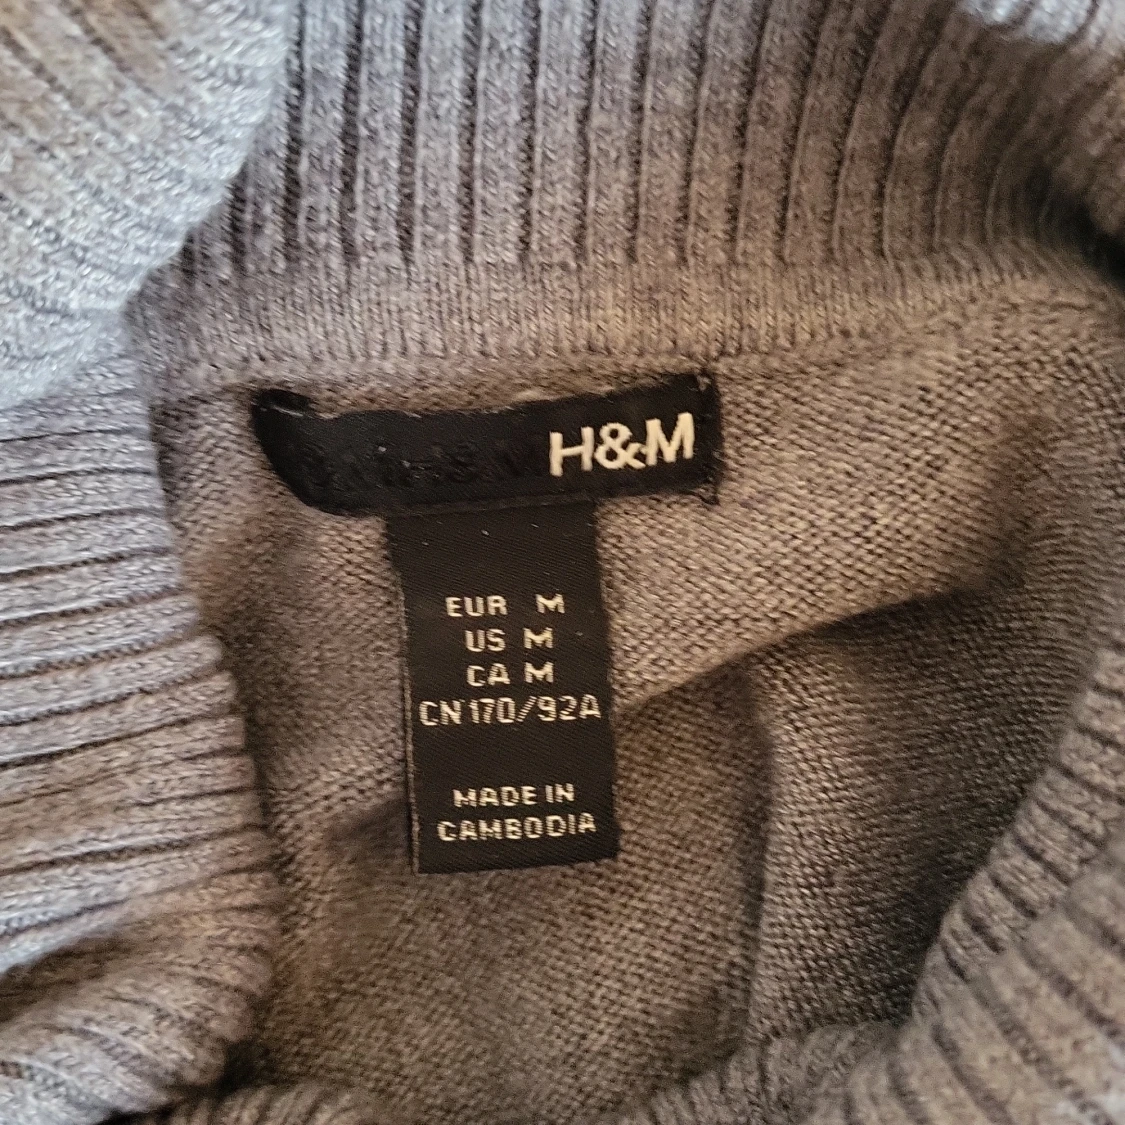 H&M
EUR M
US M
CA M
CN 170/92A
MADE IN
CAMBODIA